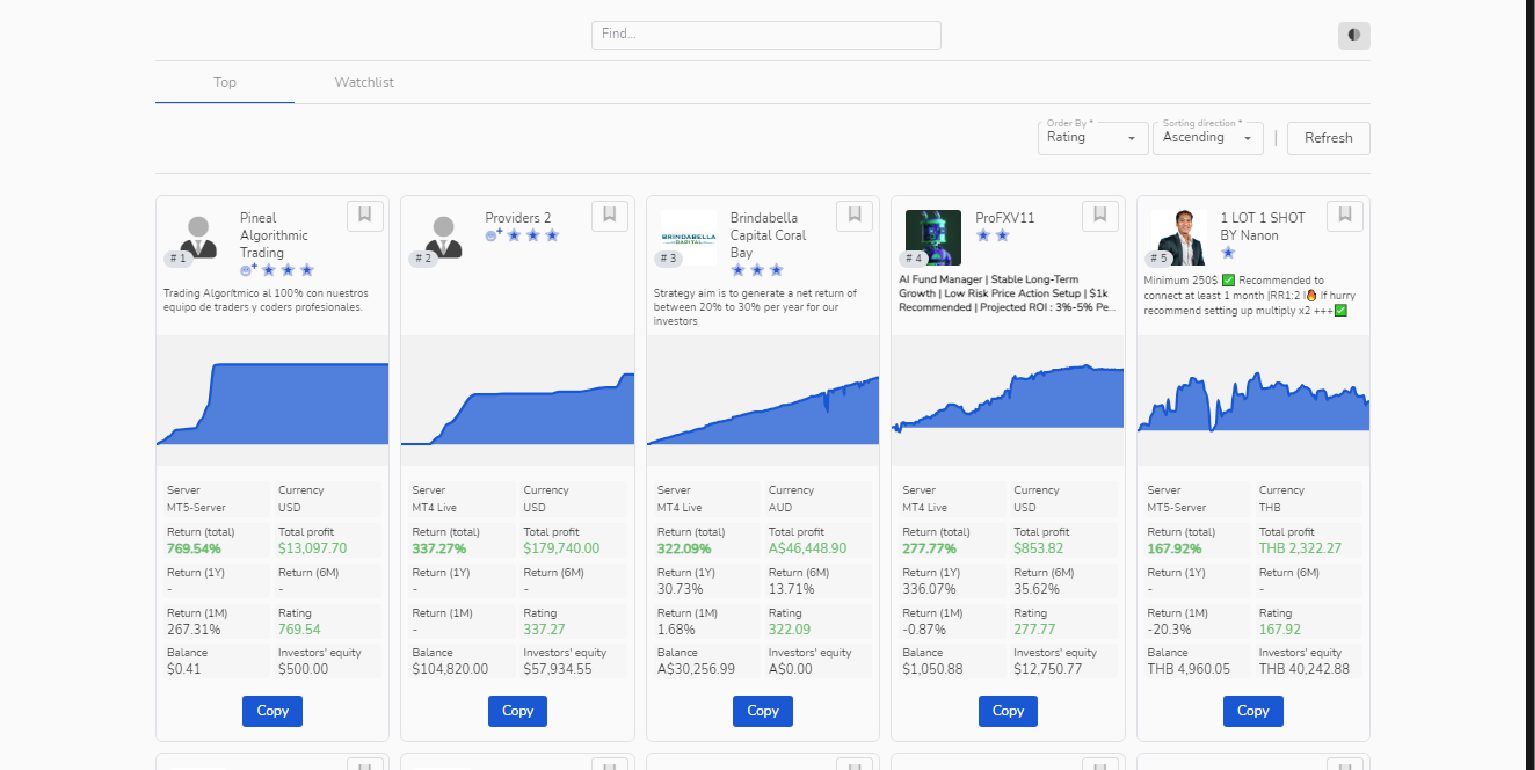 Find...
Top
Watchlist
Order By *
Rating
Sorting direction *
Ascending
|
Refresh
# 1
Pineal
Algorithmic
Trading
Trading Algorítmico al 100% con nuestros
equipo de traders y coders profesionales.
Server
MT5-Server
Currency
USD
Return (total)
769.54%
Total profit
$13,097.70
Return (1Y)
-
Return (6M)
-
Return (1M)
267.31%
Rating
769.54
Balance
$0.41
Investors' equity
$500.00
Copy
# 2
Providers 2
Server
MT4 Live
Currency
USD
Return (total)
337.27%
Total profit
$179,740.00
Return (1Y)
-
Return (6M)
-
Return (1M)
-
Rating
337.27
Balance
$104,820.00
Investors' equity
$57,934.55
Copy
BRINDABELLA
CAPITAL
# 3
Brindabella
Capital Coral
Bay
Strategy aim is to generate a net return of
between 20% to 30% per year for our
investors
Server
MT4 Live
Currency
AUD
Return (total)
322.09%
Total profit
A$46,448.90
Return (1Y)
30.73%
Return (6M)
13.71%
Return (1M)
1.68%
Rating
322.09
Balance
A$30,256.99
Investors' equity
A$0.00
Copy
# 4
ProFXV11
AI Fund Manager | Stable Long-Term
Growth | Low Risk Price Action Setup | $1k
Recommended | Projected ROI : 3%-5% Pe...
Server
MT4 Live
Currency
USD
Return (total)
277.77%
Total profit
$853.82
Return (1Y)
336.07%
Return (6M)
35.62%
Return (1M)
-0.87%
Rating
277.77
Balance
$1,050.88
Investors' equity
$12,750.77
Copy
# 5
1 LOT 1 SHOT
BY Nanon
Minimum 250$ ✅ Recommended to
connect at least 1 month |RR1:2 |🔥 If hurry
recommend setting up multiply x2 +++ ✅
Server
MT5-Server
Currency
THB
Return (total)
167.92%
Total profit
THB 2,322.27
Return (1Y)
-
Return (6M)
-
Return (1M)
-20.3%
Rating
167.92
Balance
THB 4,960.05
Investors' equity
THB 40,242.88
Copy